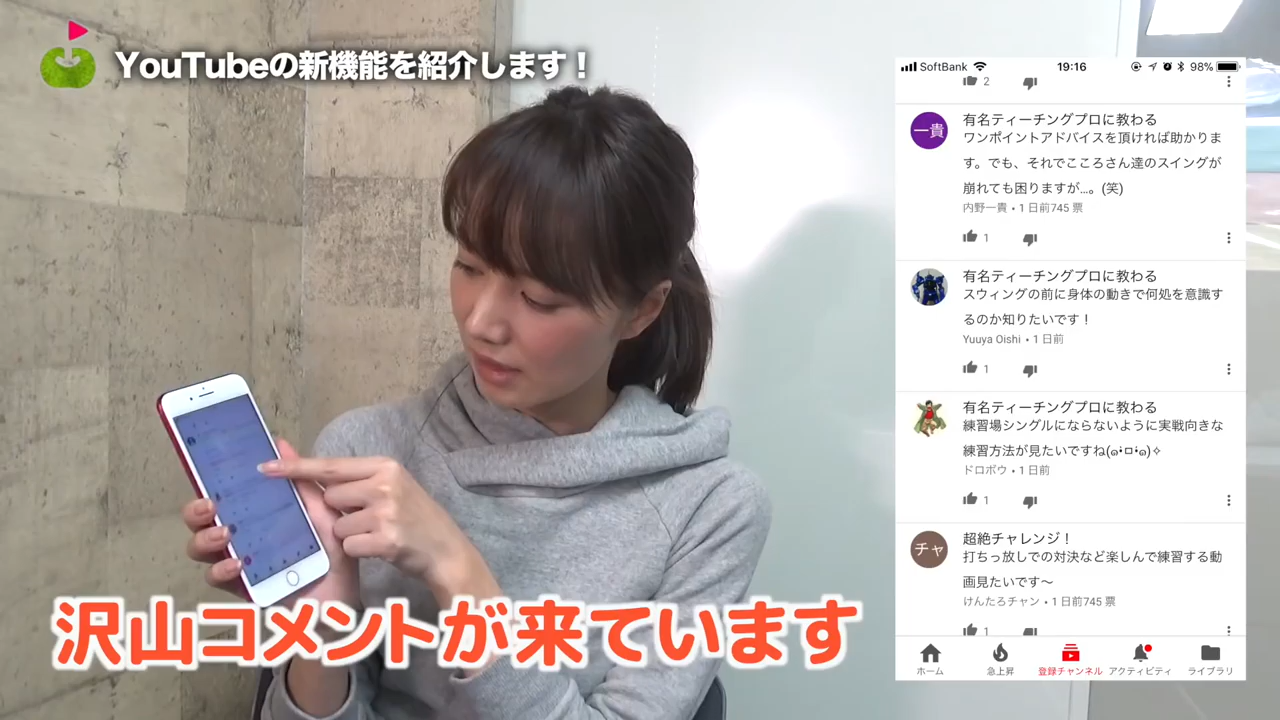 YouTubeの新機能を紹介します！
SoftBank 19:16 98%
2
一貴
有名ティーチングプロに教わる
ワンポイントアドバイスを頂ければ助かりま
す。でも、それでこころさん達のスイングが
崩れても困りますが…。(笑)
内野一貴・1 日前745 票
1
有名ティーチングプロに教わる
スウィングの前に身体の動きで何処を意識す
るのか知りたいです！
Yuuya Oishi・1 日前
1
有名ティーチングプロに教わる
練習場シングルにならないように実戦向きな
練習方法が見たいですね(๑•̀ㅁ•́๑)✧
ドロボウ・1 日前
1
チャ
超絶チャレンジ！
打ちっ放しでの対決など楽しんで練習する動
画見たいです〜
けんたろチャン・1 日前745 票
1
ホーム 急上昇 登録チャンネル アクティビティ ライブラリ
沢山コメントが来ています